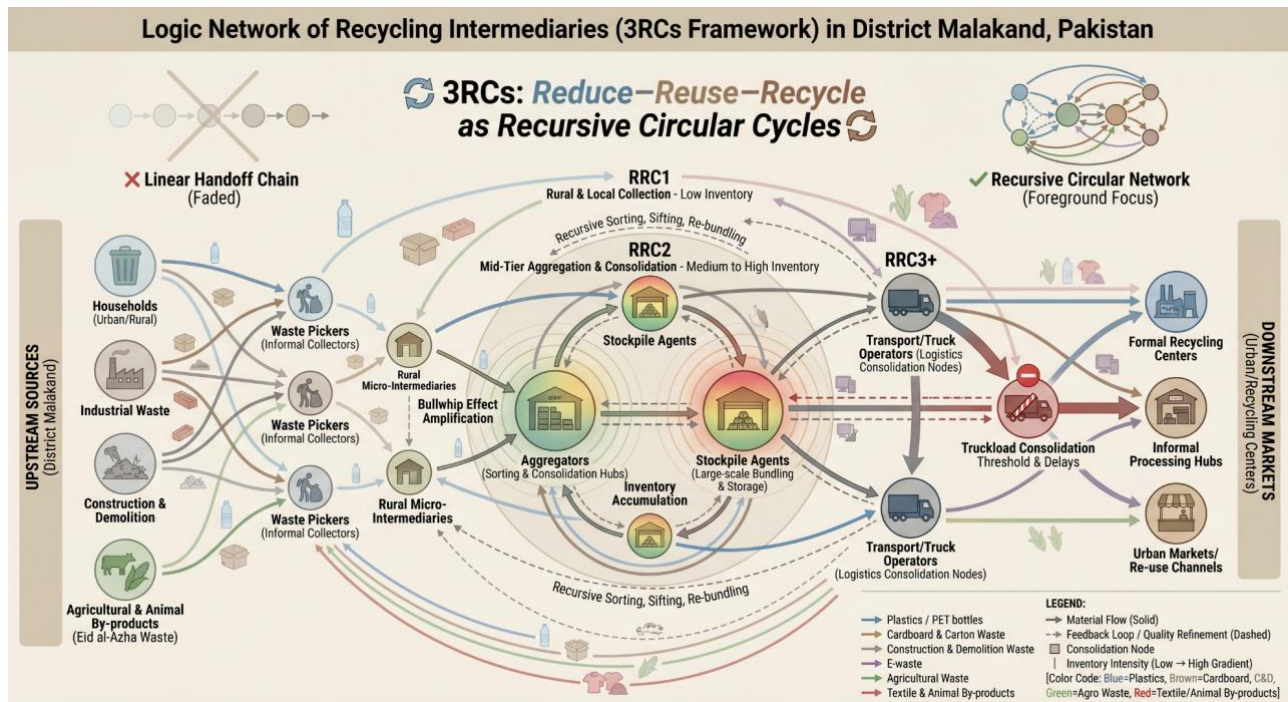 Logic Network of Recycling Intermediaries (3RCs Framework) in District Malakand, Pakistan
3RCs: Reduce–Reuse–Recycle
as Recursive Circular Cycles
Linear Handoff Chain
(Faded)
Recursive Circular Network
(Foreground Focus)
UPSTREAM SOURCES
(District Malakand)
Households
(Urban/Rural)
Industrial Waste
Construction &
Demolition
Agricultural & Animal
By-products
(Eid al-Azha Waste)
Waste Pickers
(Informal Collectors)
Waste Pickers
(Informal Collectors)
Waste Pickers
(Informal Collectors)
Rural
Micro-Intermediaries
Rural Micro-
Intermediaries
Bullwhip Effect
Amplification
RRC1
Rural & Local Collection - Low Inventory
Recursive Sorting, Sifting, Re-bundling
RRC2
Mid-Tier Aggregation & Consolidation - Medium to High Inventory
Stockpile Agents
Aggregators
(Sorting & Consolidation Hubs)
Stockpile Agents
(Large-scale Bundling
& Storage)
Inventory
Accumulation
Recursive Sorting, Sifting, Re-bundling
RRC3+
Transport/Truck
Operators (Logistics
Consolidation Nodes)
Transport/Truck
Operators
(Logistics Consolidation Nodes)
Truckload Consolidation
Threshold & Delays
Formal Recycling
Centers
Informal
Processing Hubs
Urban Markets/
Re-use Channels
DOWNSTREAM MARKETS
(Urban/Recycling Centers)
Plastics / PET bottles
Cardboard & Carton Waste
Construction & Demolition Waste
E-waste
Agricultural Waste
Textile & Animal By-products
LEGEND:
Material Flow (Solid)
Feedback Loop / Quality Refinement (Dashed)
Consolidation Node
Inventory Intensity (Low → High Gradient)
[Color Code: Blue=Plastics, Brown=Cardboard, C&D,
Green=Agro Waste, Red=Textile/Animal By-products]